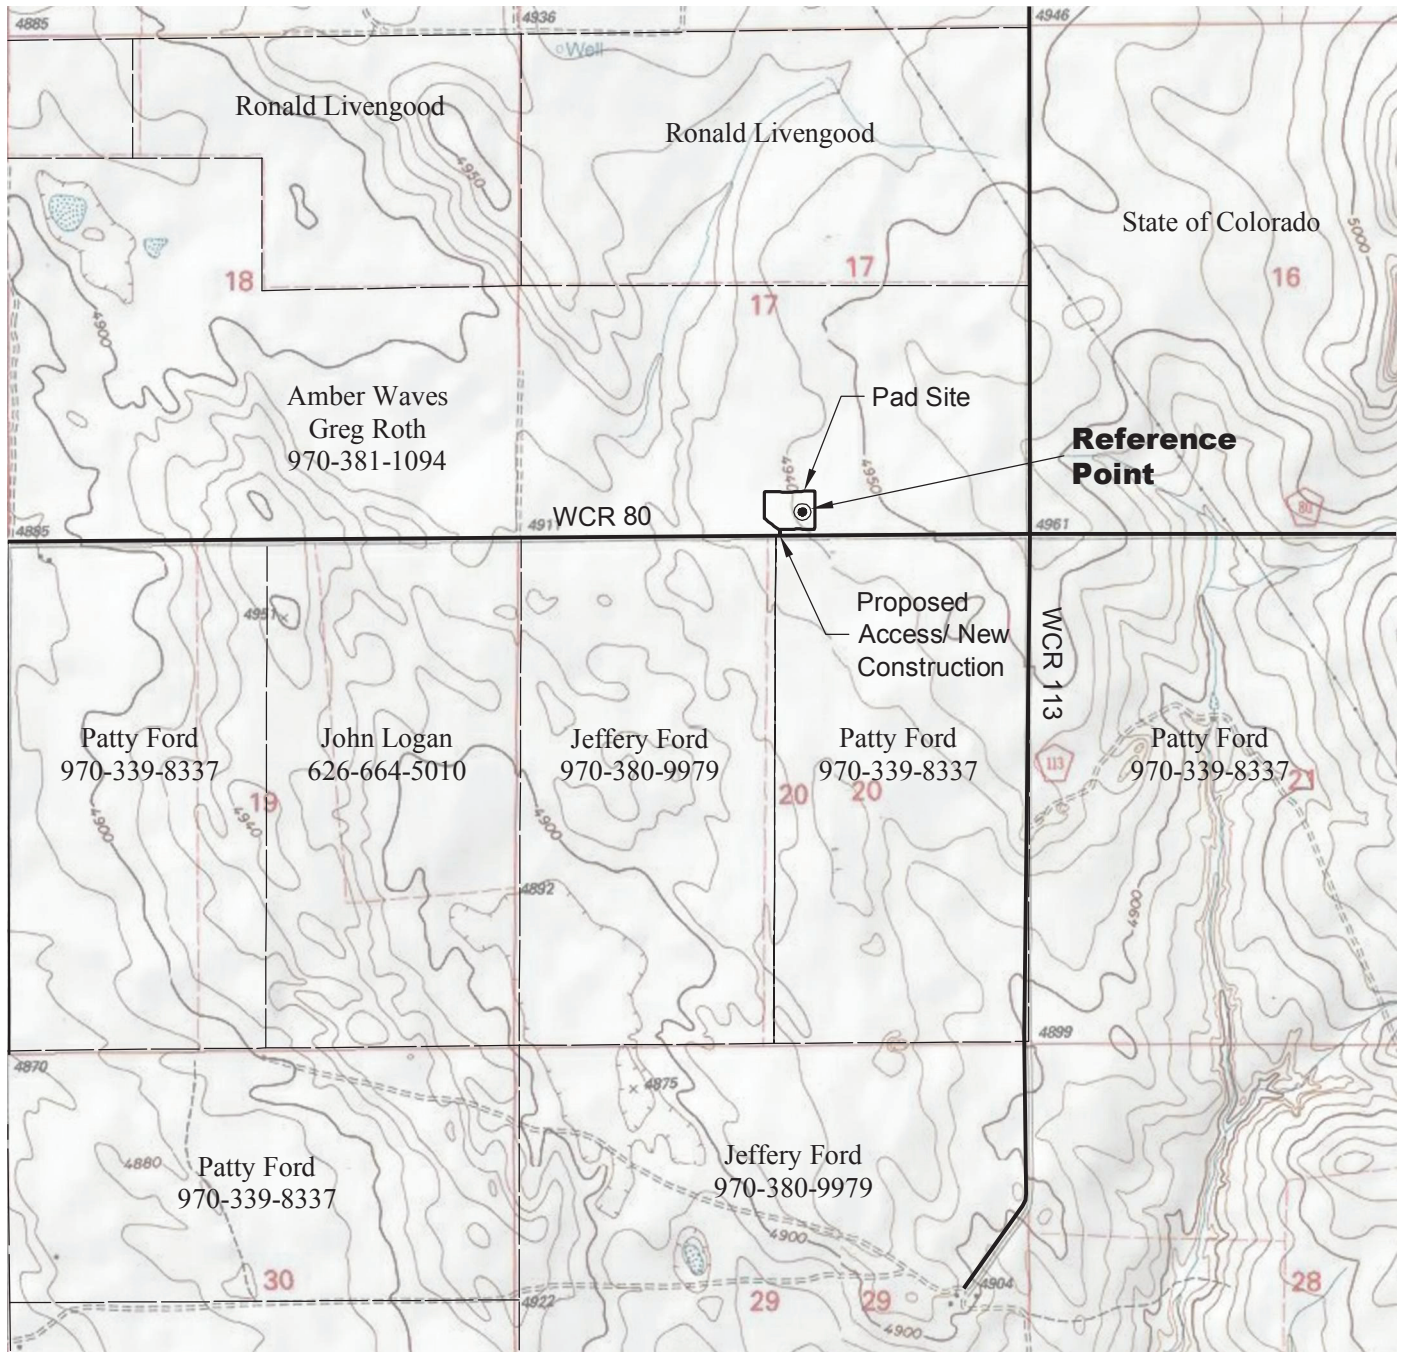 4885
4936
4946
Well
Ronald Livengood
Ronald Livengood
4950
State of Colorado
5000
18
17
16
17
4900
Amber Waves
Greg Roth
970-381-1094
Pad Site
Reference
Point
4940
4950
80
4885
4911
WCR 80
4961
Proposed
Access/ New
Construction
4951
WCR 113
Patty Ford
970-339-8337
John Logan
626-664-5010
Jeffery Ford
970-380-9979
Patty Ford
970-339-8337
Patty Ford
970-339-8337
113
19
20
20
21
4900
4940
4900
4892
4900
4899
4870
4875
4880
Patty Ford
970-339-8337
Jeffery Ford
970-380-9979
4900
30
4922
29
29
4904
28
4900